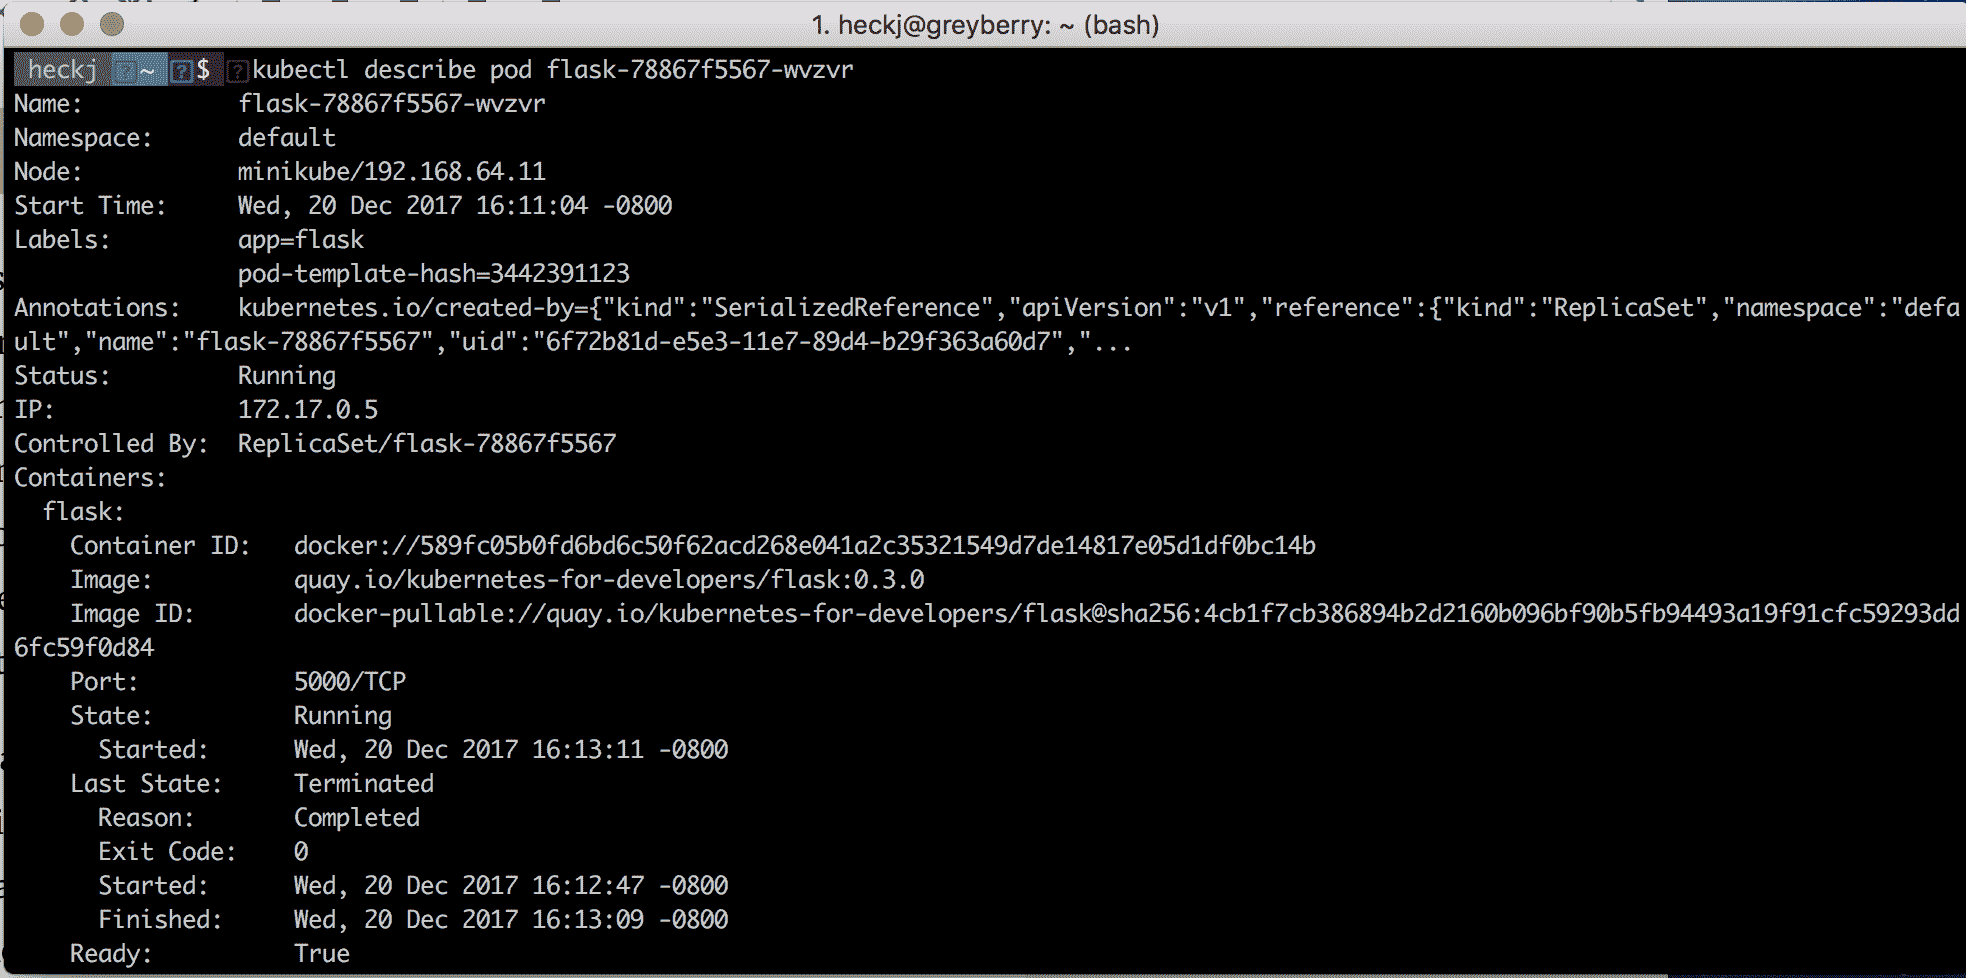 1. heckj@greyberry: ~ (bash)
heckj ~ $ kubectl describe pod flask-78867f5567-wvzvr
Name:           flask-78867f5567-wvzvr
Namespace:      default
Node:           minikube/192.168.64.11
Start Time:     Wed, 20 Dec 2017 16:11:04 -0800
Labels:         app=flask
                pod-template-hash=3442391123
Annotations:    kubernetes.io/created-by={"kind":"SerializedReference","apiVersion":"v1","reference":{"kind":"ReplicaSet","namespace":"defa
ult","name":"flask-78867f5567","uid":"6f72b81d-e5e3-11e7-89d4-b29f363a60d7","...
Status:         Running
IP:             172.17.0.5
Controlled By:  ReplicaSet/flask-78867f5567
Containers:
  flask:
    Container ID:   docker://589fc05b0fd6bd6c50f62acd268e041a2c35321549d7de14817e05d1df0bc14b
    Image:          quay.io/kubernetes-for-developers/flask:0.3.0
    Image ID:       docker-pullable://quay.io/kubernetes-for-developers/flask@sha256:4cb1f7cb386894b2d2160b096bf90b5fb94493a19f91cfc59293dd
6fc59f0d84
    Port:           5000/TCP
    State:          Running
      Started:      Wed, 20 Dec 2017 16:13:11 -0800
    Last State:     Terminated
      Reason:       Completed
      Exit Code:    0
      Started:      Wed, 20 Dec 2017 16:12:47 -0800
      Finished:     Wed, 20 Dec 2017 16:13:09 -0800
    Ready:          True